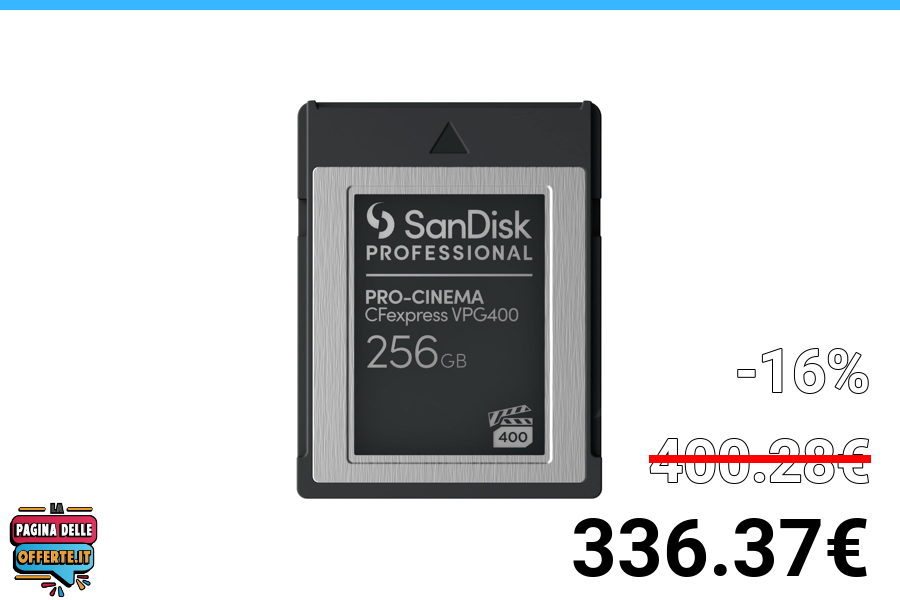 SanDisk
PROFESSIONAL
PRO-CINEMA
CFexpress VPG400
256GB
400
-16%
400.28€
336.37€
LA
PAGINA DELLE
OFFERTE.IT